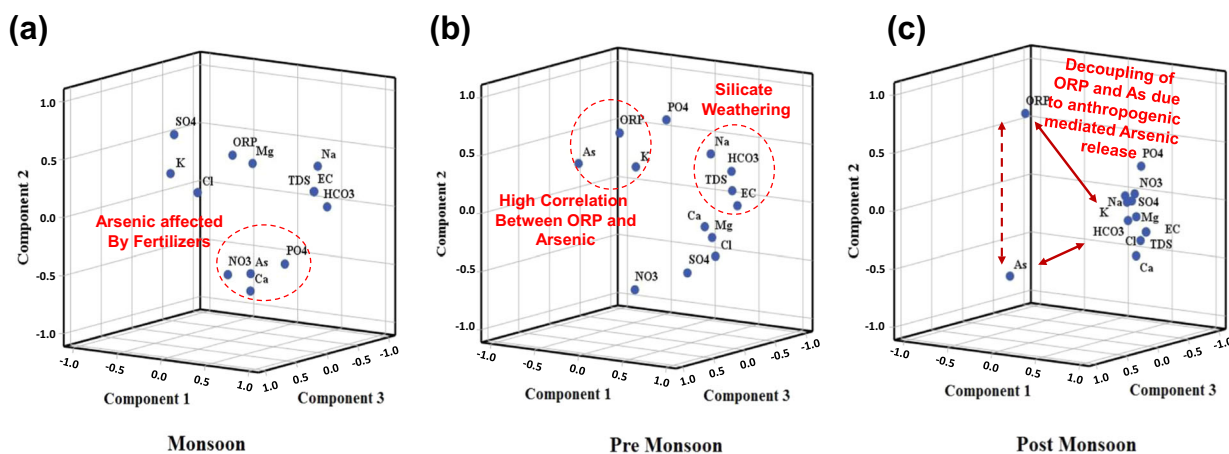 (a)
Component 2
1.0
0.5
0.0
-0.5
-1.0
SO4
K
Cl
ORP
Mg
Na
TDS
EC
HCO3
Arsenic affected
By Fertilizers
NO3
As
PO4
Ca
-1.0
-0.5
0.0
0.5
1.0
Component 1
1.0
0.5
0.0
-0.5
-1.0
Component 3
Monsoon
(b)
Component 2
1.0
0.5
0.0
-0.5
-1.0
Silicate
Weathering
ORP
PO4
As
K
Na
HCO3
TDS
EC
High Correlation
Between ORP and
Arsenic
Ca
Mg
Cl
SO4
NO3
-1.0
-0.5
0.0
0.5
1.0
Component 1
1.0
0.5
0.0
-0.5
-1.0
Component 3
Pre Monsoon
(c)
Component 2
1.0
0.5
0.0
-0.5
-1.0
Decoupling of
ORP and As due
to anthropogenic
mediated Arsenic
release
ORP
PO4
NO3
Na
SO4
K
Mg
HCO3
EC
Cl
TDS
Ca
As
-1.0
-0.5
0.0
0.5
1.0
Component 1
1.0
0.5
0.0
-0.5
-1.0
Component 3
Post Monsoon